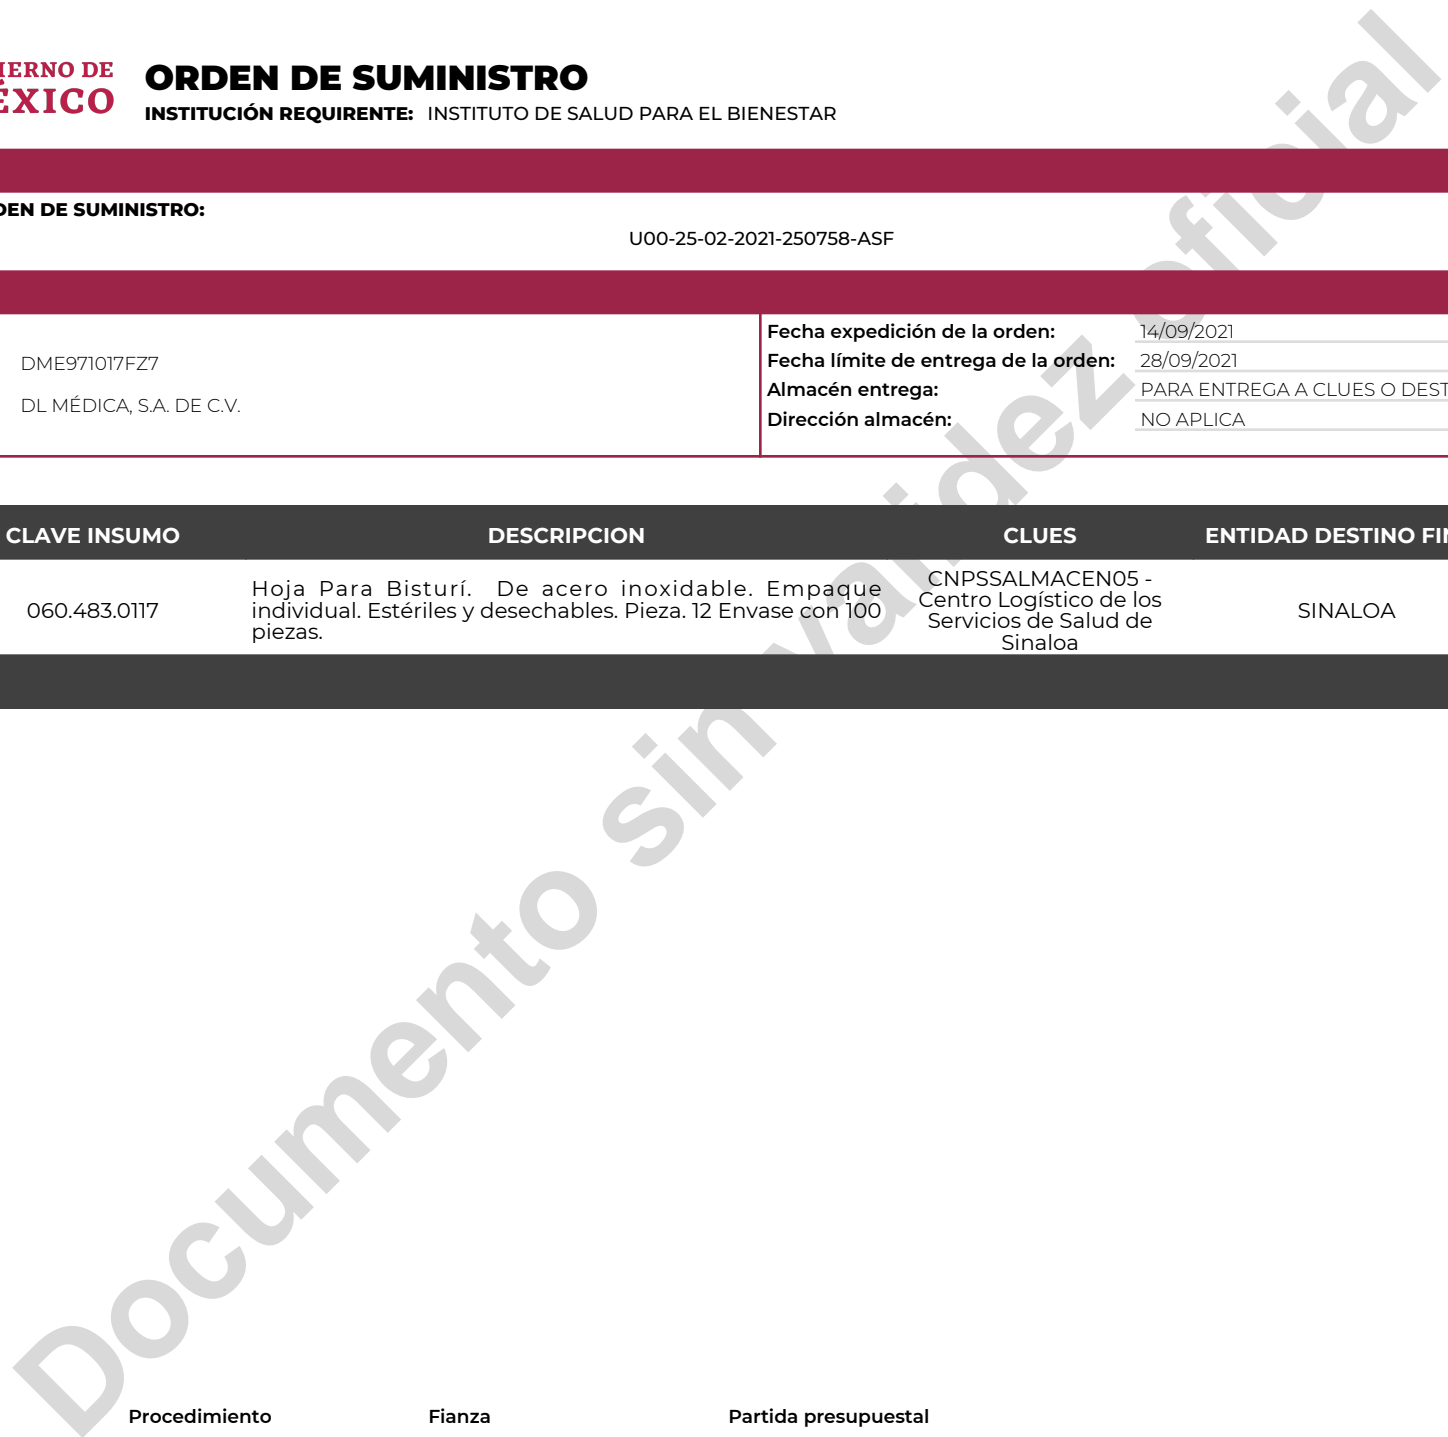 IERNO DE
ÉXICO
ORDEN DE SUMINISTRO
INSTITUCIÓN REQUIRENTE: INSTITUTO DE SALUD PARA EL BIENESTAR
DEN DE SUMINISTRO:
U00-25-02-2021-250758-ASF
DME971017FZ7
DL MÉDICA, S.A. DE C.V.
Fecha expedición de la orden: 14/09/2021
Fecha límite de entrega de la orden: 28/09/2021
Almacén entrega: PARA ENTREGA A CLUES O DEST
Dirección almacén: NO APLICA
CLAVE INSUMO DESCRIPCION CLUES ENTIDAD DESTINO FIN
060.483.0117
Hoja Para Bisturí. De acero inoxidable. Empaque
individual. Estériles y desechables. Pieza. 12 Envase con 100
piezas.
CNPSSALMACEN05 -
Centro Logístico de los
Servicios de Salud de
Sinaloa
SINALOA
Documento sin validez oficial
Procedimiento Fianza Partida presupuestal